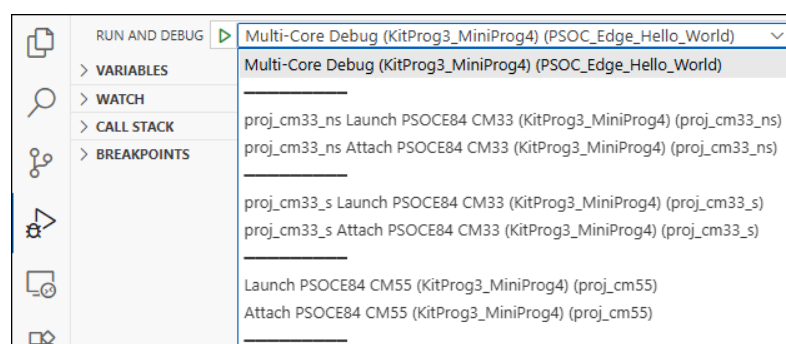 RUN AND DEBUG
Multi-Core Debug (KitProg3_MiniProg4) (PSOC_Edge_Hello_World)
VARIABLES
WATCH
CALL STACK
BREAKPOINTS
Multi-Core Debug (KitProg3_MiniProg4) (PSOC_Edge_Hello_World)
proj_cm33_ns Launch PSOCE84 CM33 (KitProg3_MiniProg4) (proj_cm33_ns)
proj_cm33_ns Attach PSOCE84 CM33 (KitProg3_MiniProg4) (proj_cm33_ns)
proj_cm33_s Launch PSOCE84 CM33 (KitProg3_MiniProg4) (proj_cm33_s)
proj_cm33_s Attach PSOCE84 CM33 (KitProg3_MiniProg4) (proj_cm33_s)
Launch PSOCE84 CM55 (KitProg3_MiniProg4) (proj_cm55)
Attach PSOCE84 CM55 (KitProg3_MiniProg4) (proj_cm55)